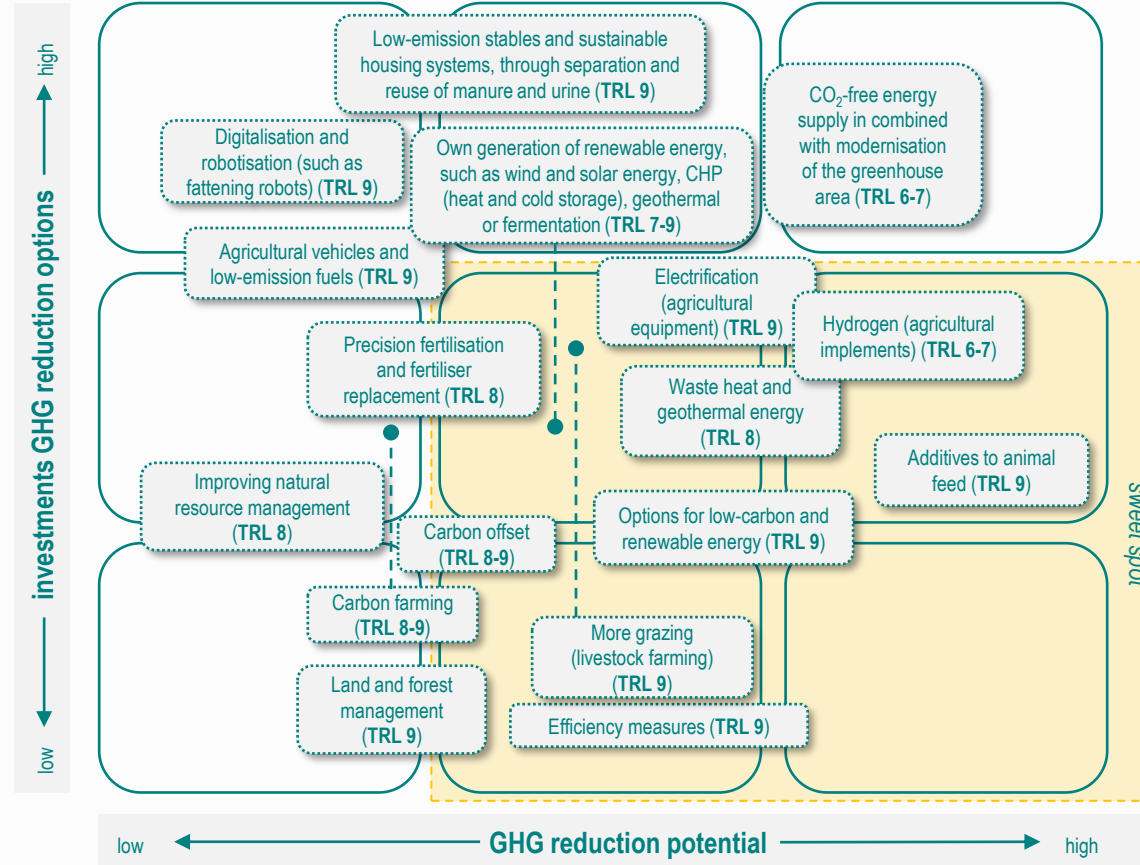 high
investments GHG reduction options
low
Low-emission stables and sustainable
housing systems, through separation and
reuse of manure and urine (TRL 9)
CO₂-free energy
supply in combined
with modernisation
of the greenhouse
area (TRL 6-7)
Digitalisation and
robotisation (such as
fattening robots) (TRL 9)
Own generation of renewable energy,
such as wind and solar energy, CHP
(heat and cold storage), geothermal
or fermentation (TRL 7-9)
Agricultural vehicles and
low-emission fuels (TRL 9)
Electrification
(agricultural
equipment) (TRL 9)
Hydrogen (agricultural
implements) (TRL 6-7)
Precision fertilisation
and fertiliser
replacement (TRL 8)
Waste heat and
geothermal energy
(TRL 8)
Additives to animal
feed (TRL 9)
sweet spot
Improving natural
resource management
(TRL 8)
Carbon offset
(TRL 8-9)
Options for low-carbon and
renewable energy (TRL 9)
Carbon farming
(TRL 8-9)
More grazing
(livestock farming)
(TRL 9)
Land and forest
management
(TRL 9)
Efficiency measures (TRL 9)
low
GHG reduction potential
high